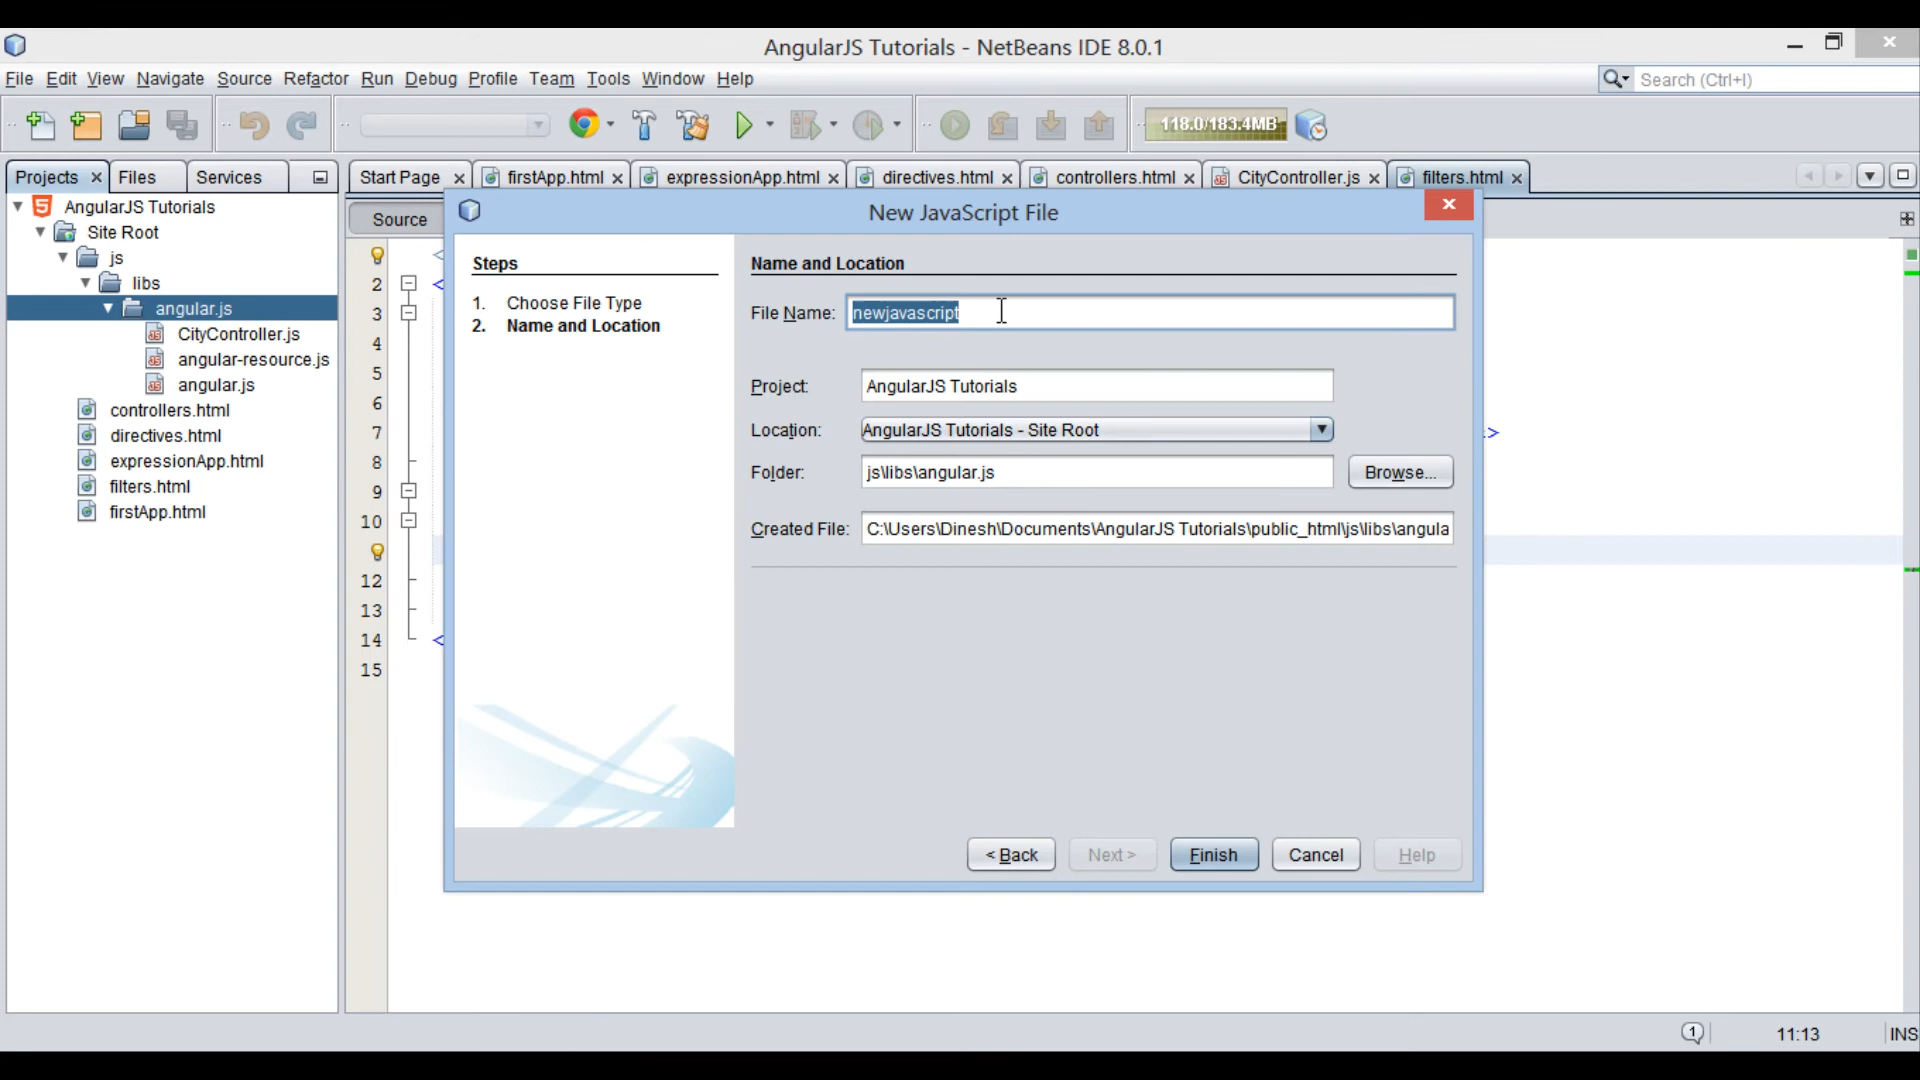 AngularJS Tutorials - NetBeans IDE 8.0.1
File Edit View Navigate Source Refactor Run Debug Profile Team Tools Window Help
Search (Ctrl+I)
118.0/183.4MB
Projects Files Services
Start Page firstApp.html expressionApp.html directives.html controllers.html CityController.js filters.html
AngularJS Tutorials
Site Root
js
libs
angular.js
CityController.js
angular-resource.js
angular.js
controllers.html
directives.html
expressionApp.html
filters.html
firstApp.html
Source
<
2 <
3
4
5
6
7 >
8
9
10
12
13
14 <
15
New JavaScript File
Steps
1. Choose File Type
2. Name and Location
Name and Location
File Name: newjavascript
Project: AngularJS Tutorials
Location: AngularJS Tutorials - Site Root
Folder: js\libs\angular.js Browse...
Created File: C:\Users\Dinesh\Documents\AngularJS Tutorials\public_html\js\libs\angula
< Back Next > Finish Cancel Help
1 11:13 INS